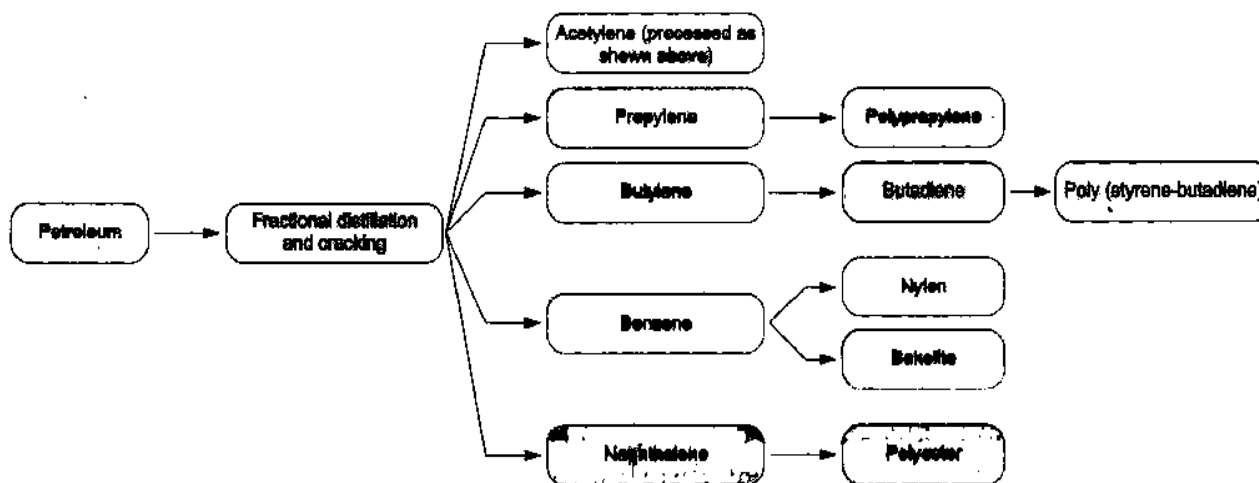 Acetylene (processed as
shown above)
Propylene
Polypropylene
Butylene
Butadiene
Poly (styrene-butadiene)
Petroleum
Fractional distillation
and cracking
Benzene
Nylon
Bakelite
Naphthalene
Polyester